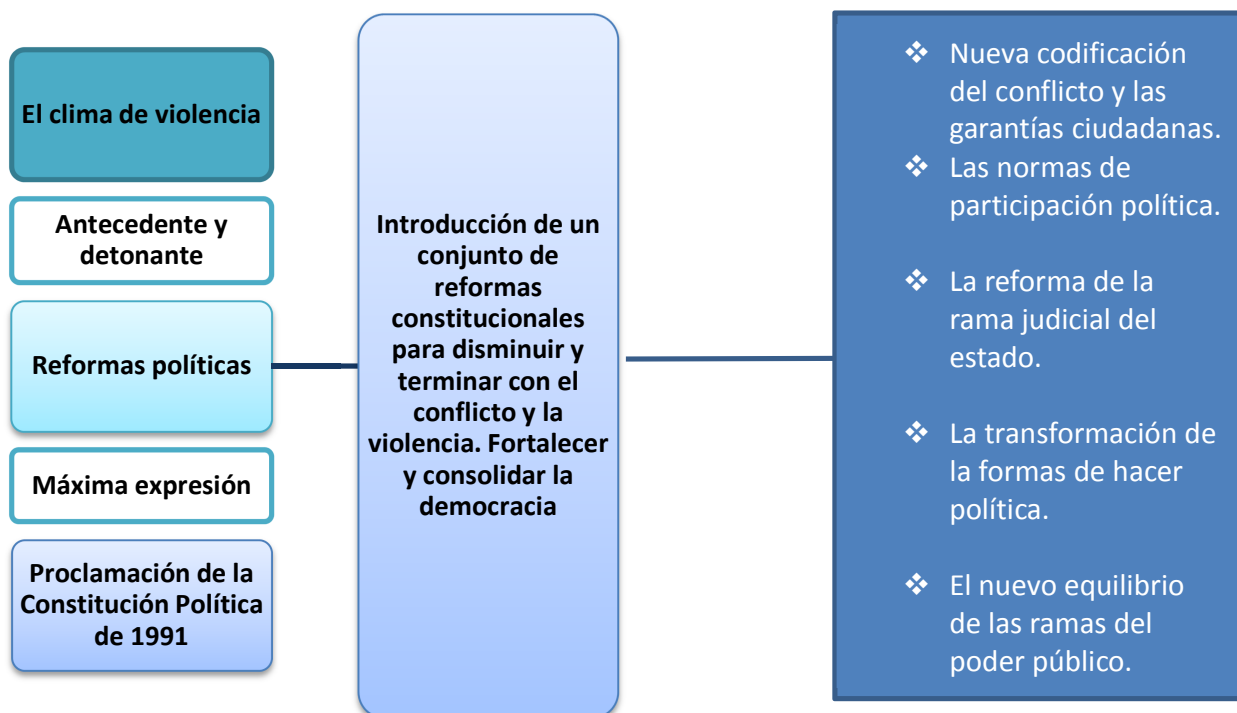 El clima de violencia
Antecedente y
detonante
Reformas políticas
Máxima expresión
Proclamación de la
Constitución Política
de 1991
Introducción de un
conjunto de
reformas
constitucionales
para disminuir y
terminar con el
conflicto y la
violencia. Fortalecer
y consolidar la
democracia
❖ Nueva codificación
del conflicto y las
garantías ciudadanas.
❖ Las normas de
participación política.
❖ La reforma de la
rama judicial del
estado.
❖ La transformación de
la formas de hacer
política.
❖ El nuevo equilibrio
de las ramas del
poder público.